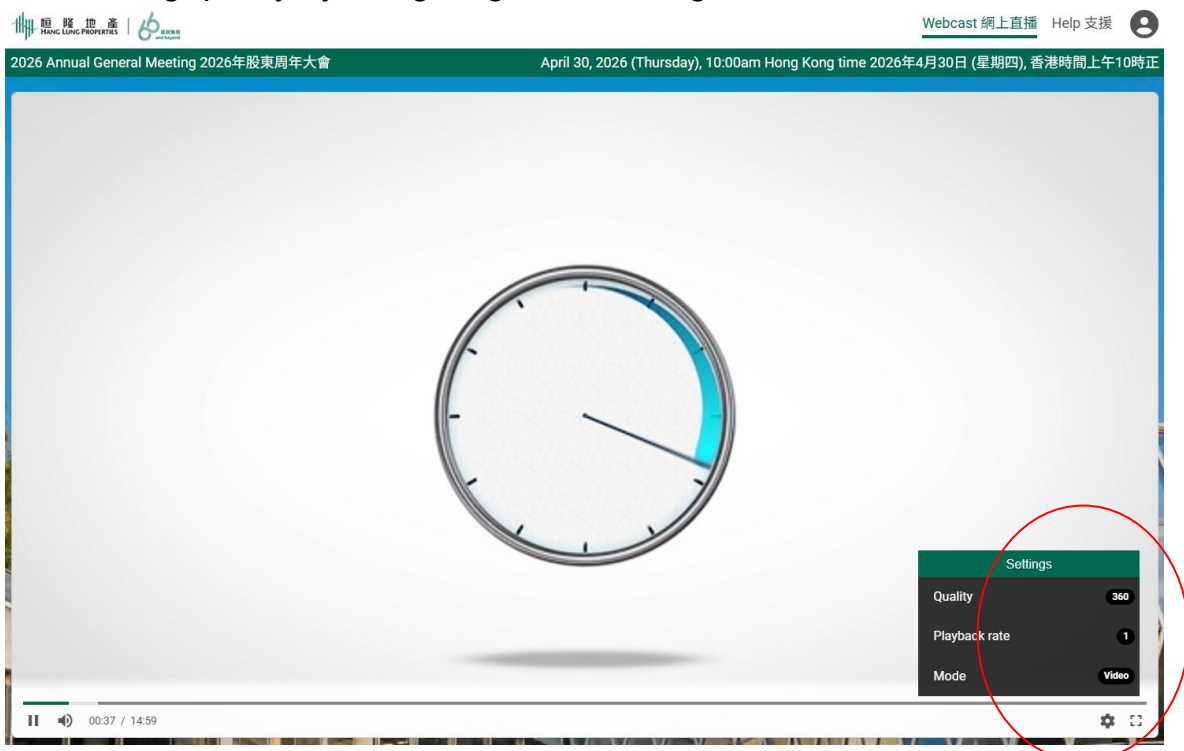 恒隆地產
HANG LUNG PROPERTIES
Webcast 網上直播 Help 支援
2026 Annual General Meeting 2026年股東周年大會
April 30, 2026 (Thursday), 10:00am Hong Kong time 2026年4月30日 (星期四), 香港時間上午10時正
Settings
Quality 360
Playback rate 1
Mode Video
00:37 / 14:59